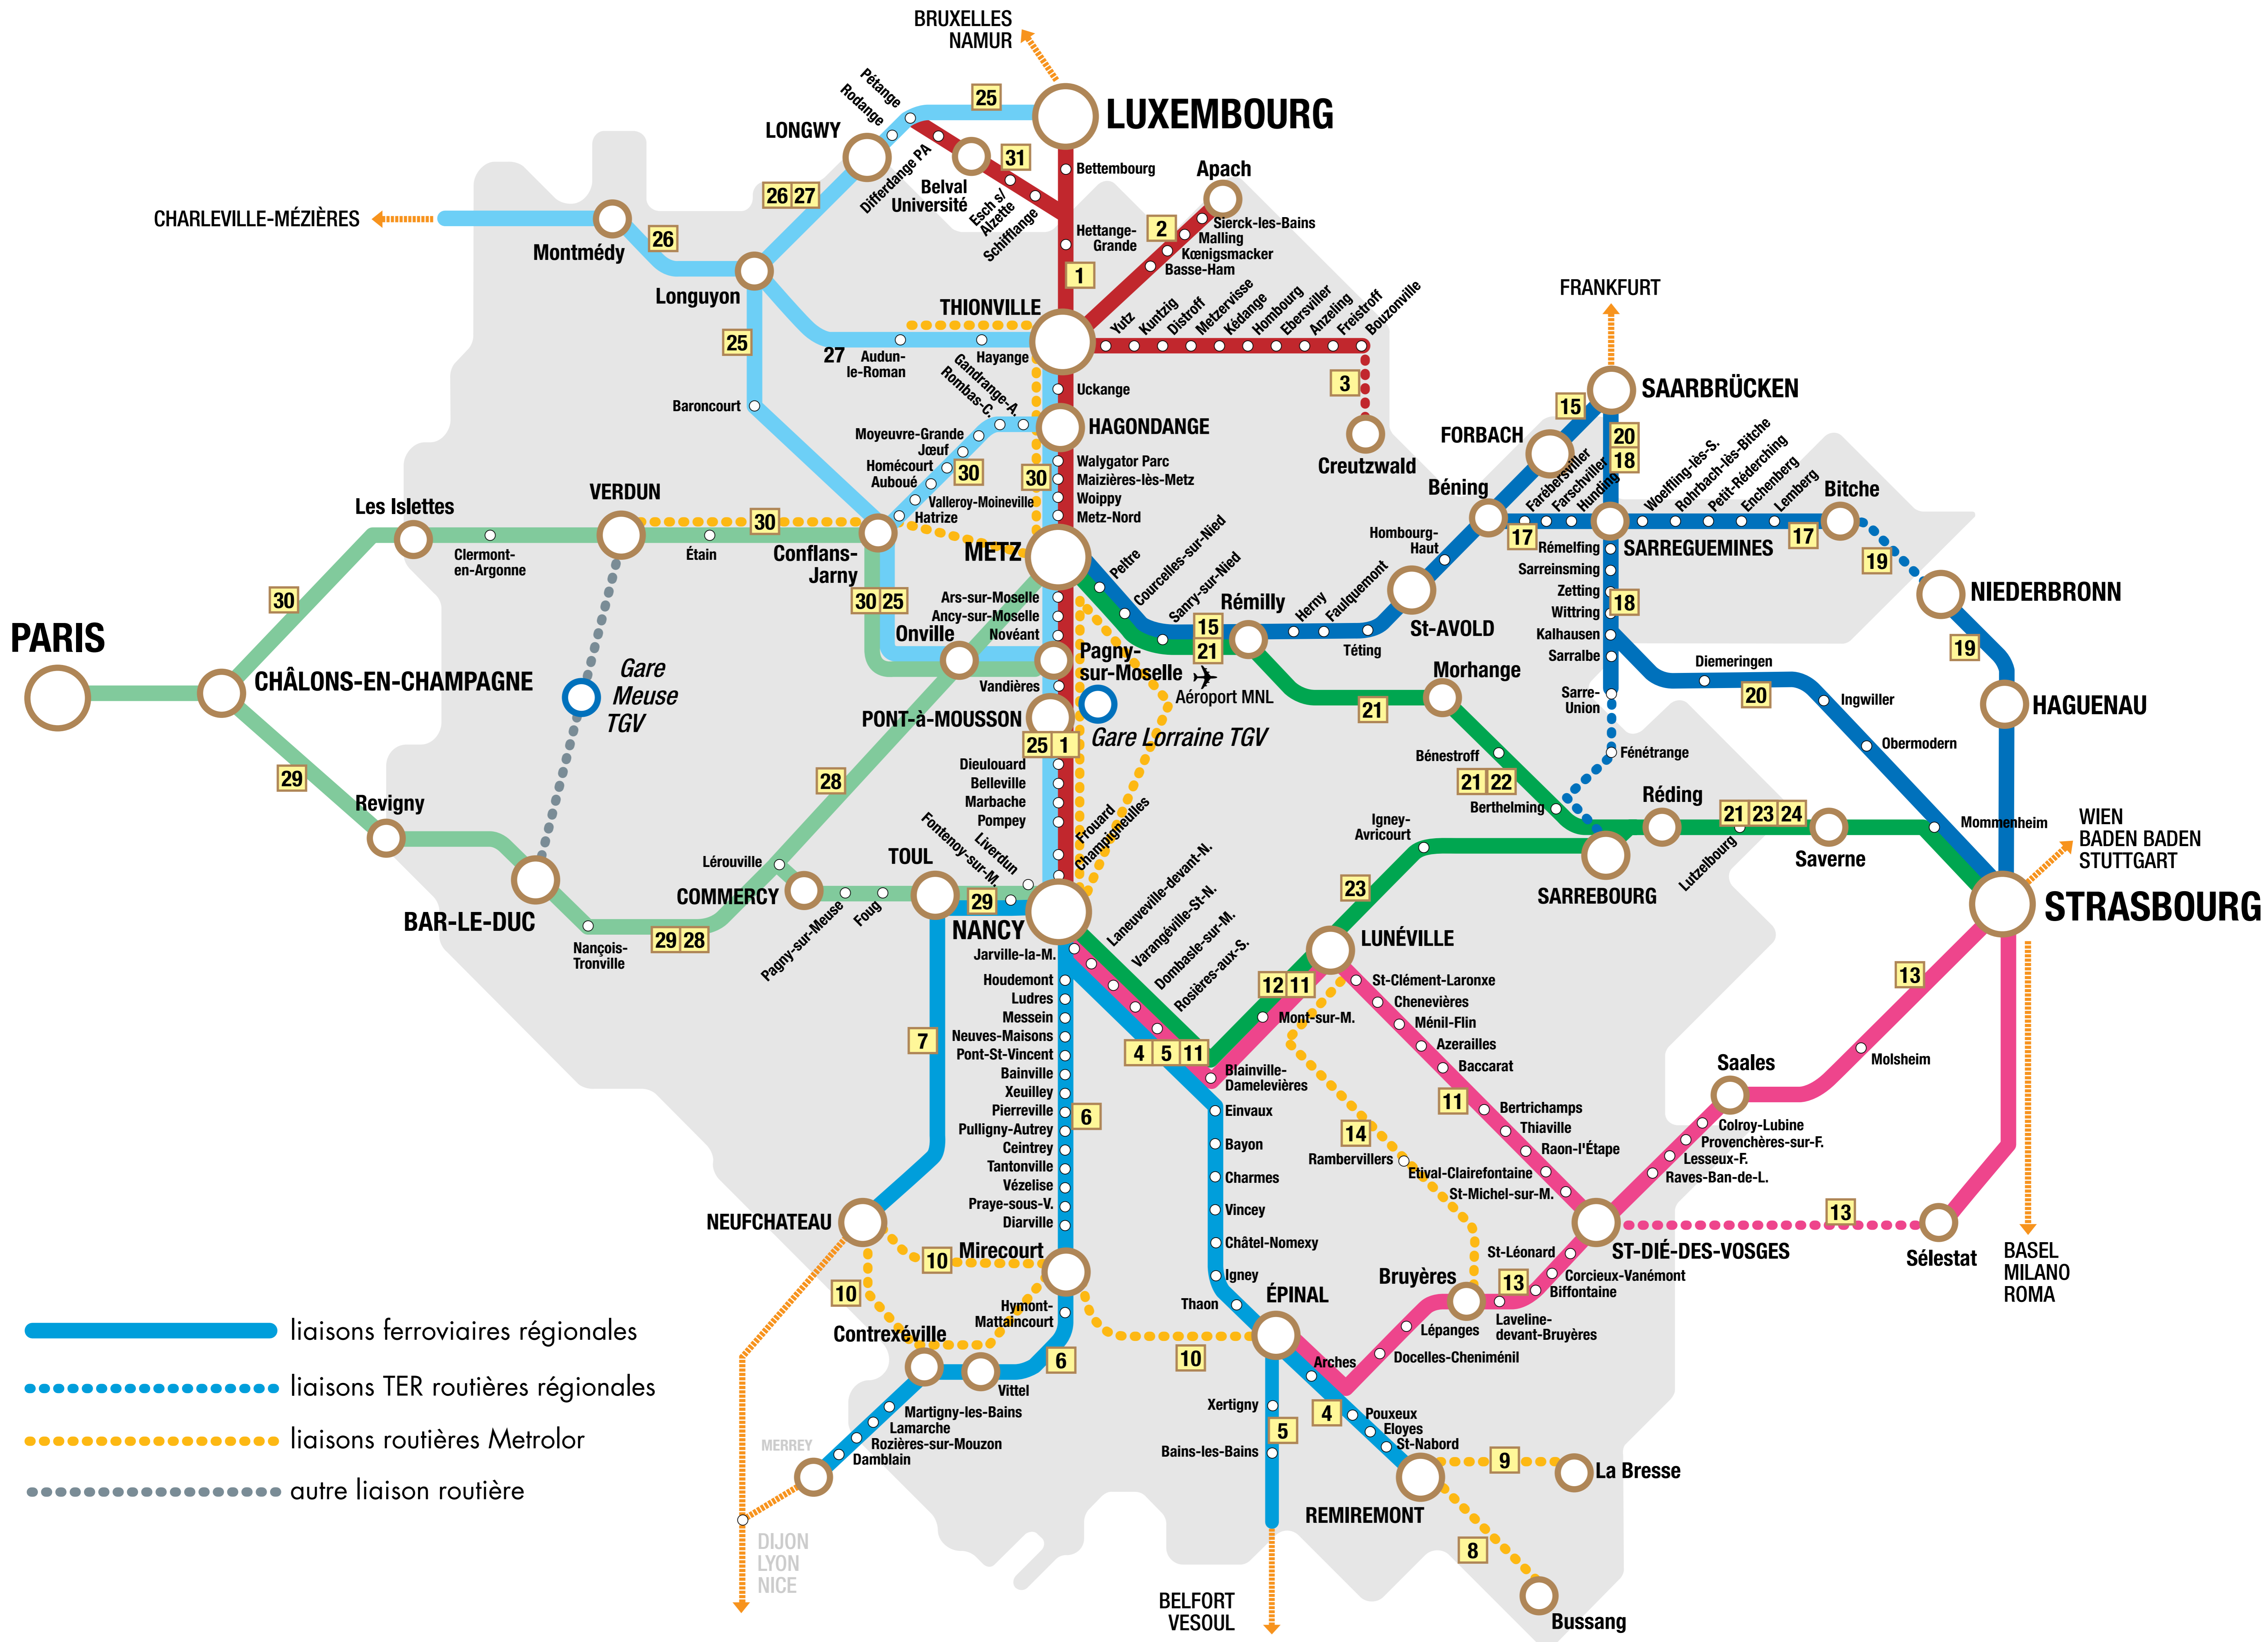 BRUXELLES
NAMUR
Pétange
Rodange
25
LUXEMBOURG
LONGWY
31
Differdange PA
Belval
Université
Esch s/
Alzette
Schifflange
Bettembourg
Apach
26 27
CHARLEVILLE-MÉZIÈRES
Montmédy
26
2
Sierck-les-Bains
Malling
Kœnigsmacker
Basse-Ham
Hettange-
Grande
1
Longuyon
THIONVILLE
Yutz
Kuntzig
Distroff
Metzervisse
Kédange
Hombourg
Ebersviller
Anzeling
Freistroff
Bouzonville
FRANKFURT
25
27
Audun-
le-Roman
Hayange
Gandrange-A.
Rombas-C.
3
Uckange
Baroncourt
SAARBRÜCKEN
15
HAGONDANGE
Moyeuvre-Grande
Jœuf
Homécourt
Auboué
30
Valleroy-Moineville
Hatrize
30
Walygator Parc
Maizières-lès-Metz
Woippy
Metz-Nord
Creutzwald
FORBACH
20
18
Farébersviller
Farschviller
Hunding
Woelfling-lès-S.
Rohrbach-lès-Bitche
Petit-Réderching
Enchenberg
Lemberg
Béning
Bitche
Les Islettes
VERDUN
30
Clermont-
en-Argonne
Étain
Conflans-
Jarny
METZ
Peltre
Courcelles-sur-Nied
Sanry-sur-Nied
Hombourg-
Haut
17
SARREGUEMINES
17
19
Rémelfing
Sarreinsming
Zetting
Wittring
18
Kalhausen
Sarralbe
Sarre-
Union
NIEDERBRONN
30
30 25
Ars-sur-Moselle
Ancy-sur-Moselle
Novéant
Onville
Pagny-
sur-Moselle
Vandières
Rémilly
15
21
Herny
Faulquemont
Téting
St-AVOLD
19
PARIS
CHÂLONS-EN-CHAMPAGNE
Gare
Meuse
TGV
Aéroport MNL
Morhange
Diemeringen
20
Ingwiller
HAGUENAU
PONT-à-MOUSSON
Gare Lorraine TGV
21
25 1
Obermodern
Fénétrange
Bénestroff
21 22
29
28
Dieulouard
Belleville
Marbache
Pompey
Frouard
Champigneulles
Berthelming
Réding
21 23 24
Mommenheim
Revigny
Igney-
Avricourt
WIEN
BADEN BADEN
STUTTGART
Lutzelbourg
Saverne
Fontenoy-sur-M.
Liverdun
TOUL
Lérouville
COMMERCY
29
SARREBOURG
23
STRASBOURG
BAR-LE-DUC
Pagny-sur-Meuse
Foug
NANCY
Laneuveville-devant-N.
Varangéville-St-N.
Dombasle-sur-M.
Rosières-aux-S.
Nançois-
Tronville
29 28
LUNÉVILLE
Jarville-la-M.
Houdemont
Ludres
Messein
Neuves-Maisons
Pont-St-Vincent
Bainville
Xeuilley
Pierreville
Pulligny-Autrey
Ceintrey
Tantonville
Vézelise
Praye-sous-V.
Diarville
12 11
St-Clément-Laronxe
Chenevières
Ménil-Flin
Azerailles
Baccarat
13
Mont-sur-M.
7
4 5 11
Blainville-
Damelevières
Molsheim
Saales
6
Einvaux
Bayon
Charmes
Vincey
Châtel-Nomexy
Igney
Thaon
11
Bertrichamps
Thiaville
Raon-l'Étape
Etival-Clairefontaine
St-Michel-sur-M.
14
Rambervillers
Colroy-Lubine
Provenchères-sur-F.
Lesseux-F.
Raves-Ban-de-L.
NEUFCHATEAU
13
10
Mirecourt
ST-DIÉ-DES-VOSGES
Sélestat
BASEL
MILANO
ROMA
St-Léonard
Corcieux-Vanémont
Biffontaine
13
Bruyères
Laveline-
devant-Bruyères
Lépanges
Docelles-Cheniménil
10
ÉPINAL
Hymont-
Mattaincourt
Contrexéville
10
6
Vittel
Arches
liaisons ferroviaires régionales
liaisons TER routières régionales
liaisons routières Metrolor
autre liaison routière
Martigny-les-Bains
Lamarche
Rozières-sur-Mouzon
Damblain
MERREY
Xertigny
5
Bains-les-Bains
4
Pouxeux
Eloyes
St-Nabord
9
La Bresse
REMIREMONT
8
Bussang
DIJON
LYON
NICE
BELFORT
VESOUL